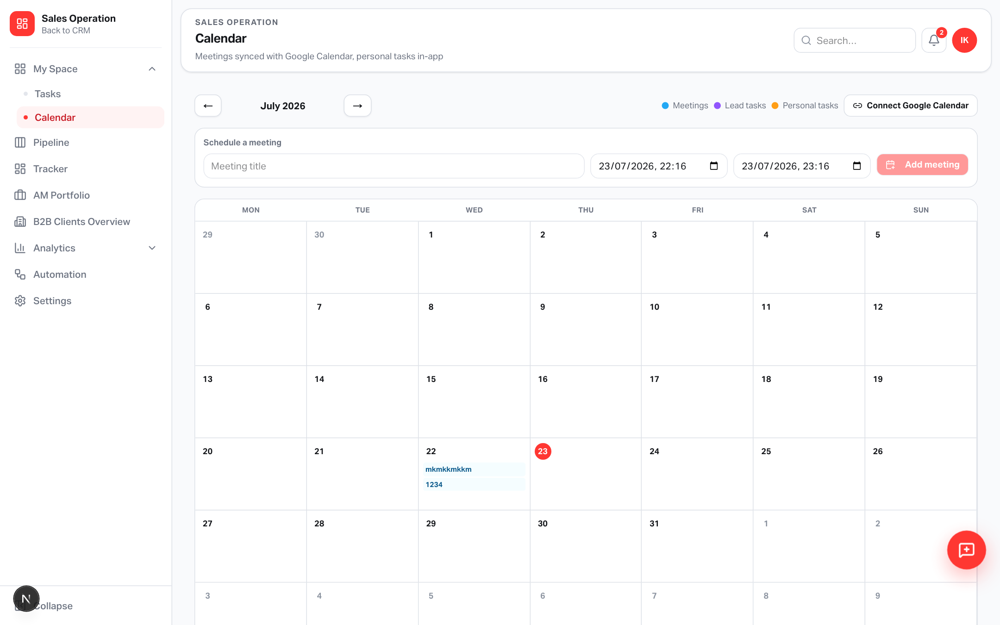 Sales Operation
Back to CRM
My Space
Tasks
Calendar
Pipeline
Tracker
AM Portfolio
B2B Clients Overview
Analytics
Automation
Settings
N
Collapse
SALES OPERATION
Calendar
Meetings synced with Google Calendar, personal tasks in-app
Search...
2
IK
← July 2026 →
Meetings Lead tasks Personal tasks Connect Google Calendar
Schedule a meeting
Meeting title 23/07/2026, 22:16 23/07/2026, 23:16 Add meeting
MON TUE WED THU FRI SAT SUN
29 30 1 2 3 4 5
6 7 8 9 10 11 12
13 14 15 16 17 18 19
20 21 22 23 24 25 26
mkmkkmkkm
1234
27 28 29 30 31 1 2
3 4 5 6 7 8 9